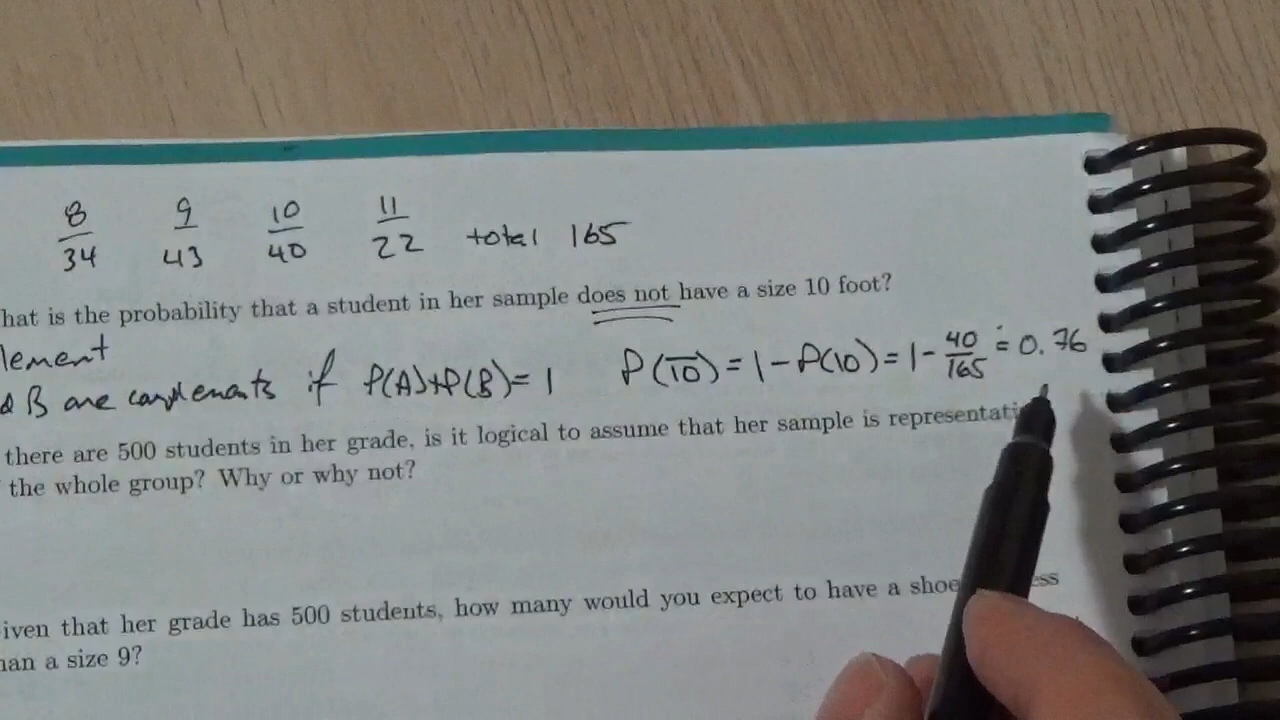 8 9 10 11
34 43 40 22 total 165
hat is the probability that a student in her sample does not have a size 10 foot?
lement
B are complements if P(A)+P(B)=1 P(10̅)=1-P(10)=1-40/165≐0.76
there are 500 students in her grade, is it logical to assume that her sample is representati
the whole group? Why or why not?
iven that her grade has 500 students, how many would you expect to have a shoe ess
han a size 9?